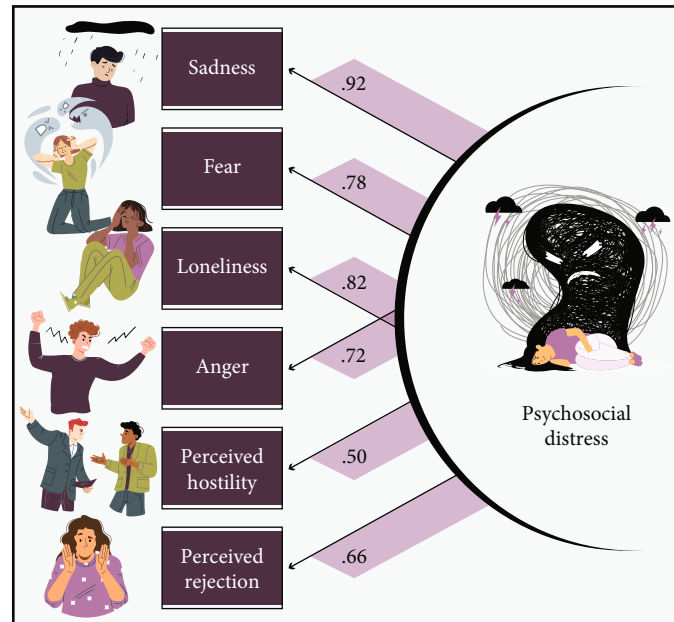 Sadness
.92
Fear
.78
Loneliness
.82
Anger
.72
Perceived
hostility
.50
Perceived
rejection
.66
Psychosocial
distress